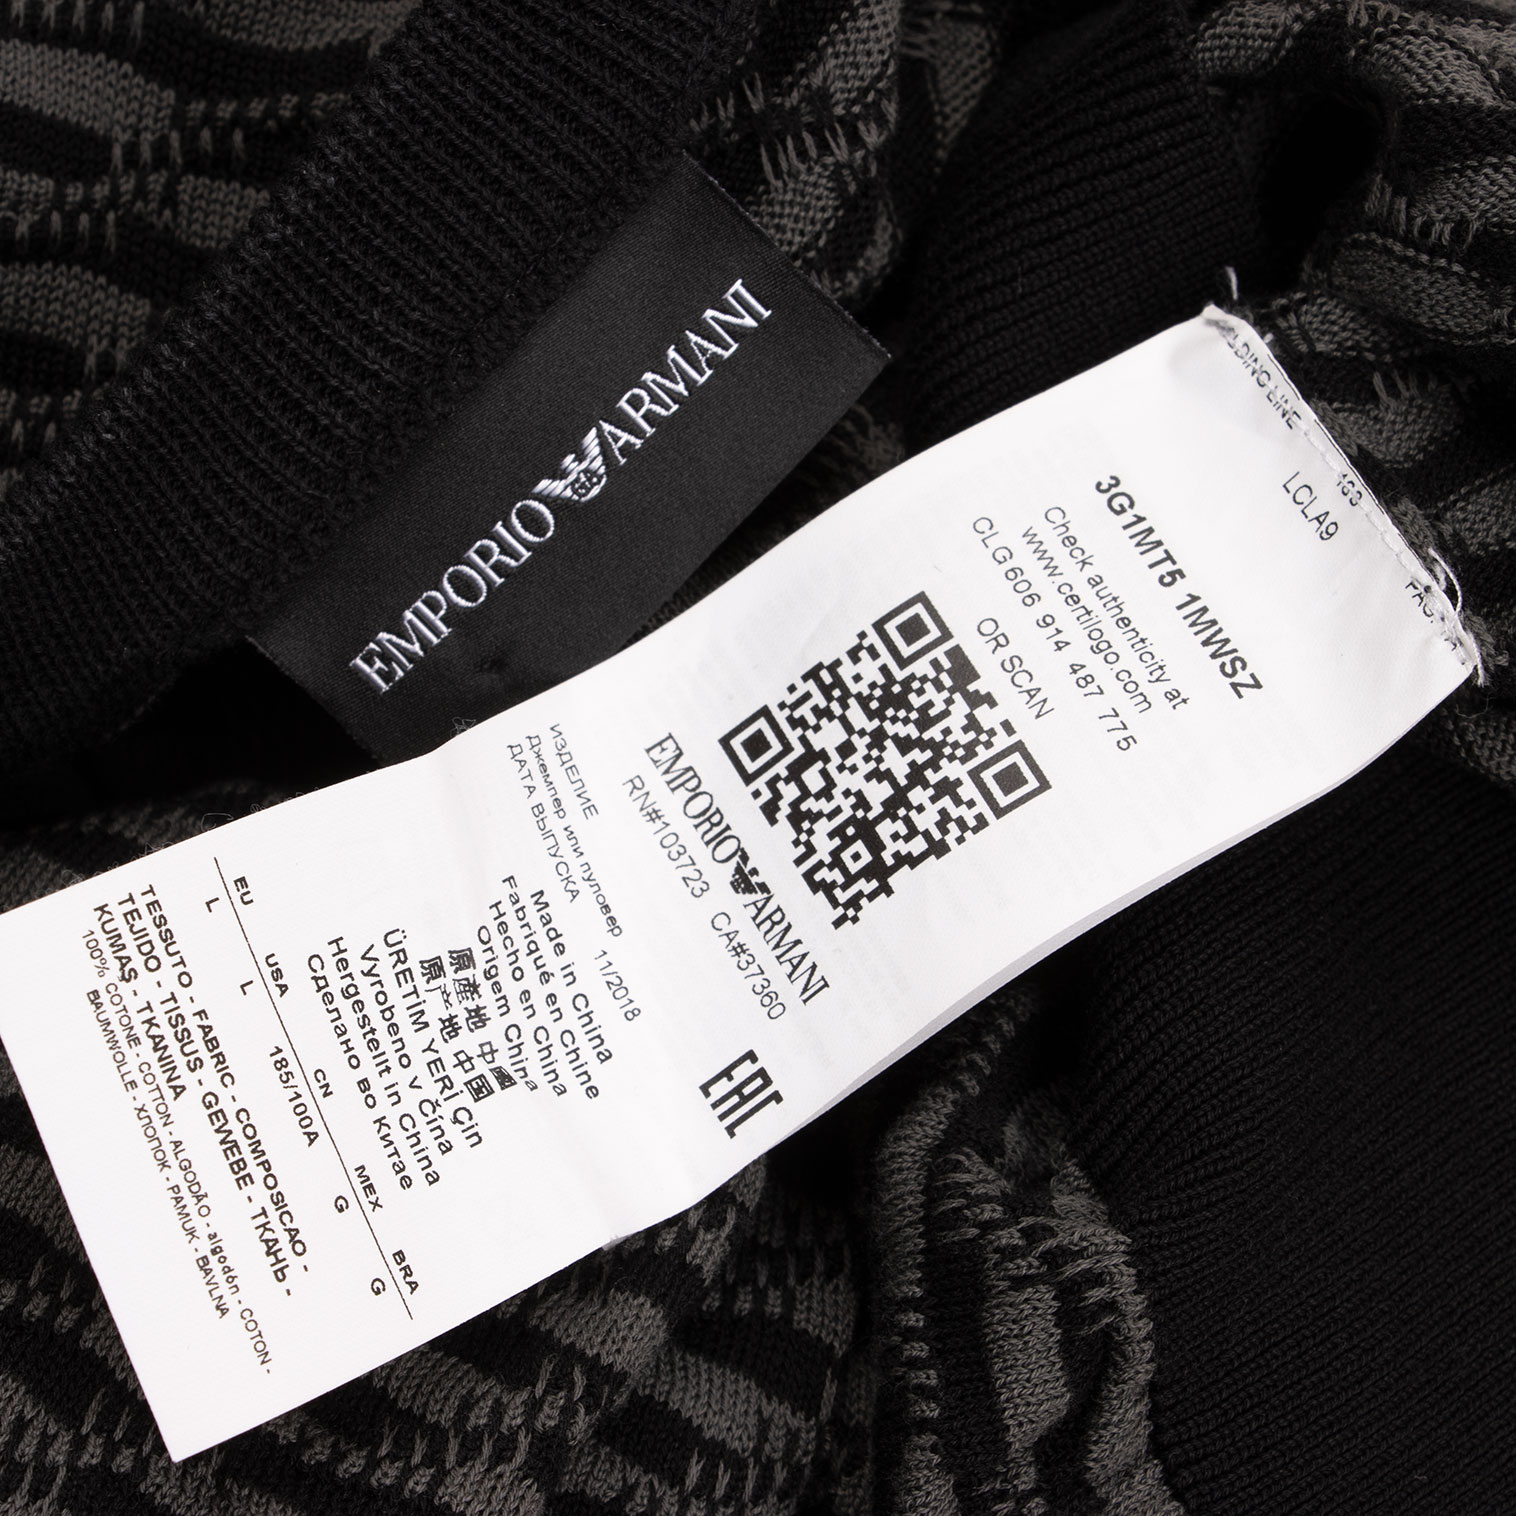 EMPORIO ARMANI
GA
LCLA9
3G1MT5 1MWSZ
Check authenticity at
www.certilogo.com
CLG 606 914 487 775
OR SCAN
EMPORIO ARMANI
RN#103723 CA#37360
EAC
ИЗДЕЛИЕ
Джемпер или пуловер
ДАТА ВЫПУСКА 11/2018
Made in China
Fabriqué en Chine
Hecho en China
Origem China
原產地 中國
原产地 中国
ÜRETİM YERİ Çin
Vyrobeno v Čína
Hergestellt in China
Сделано во Китае
EU USA CN MEX BRA
L L 185/100A G G
TESSUTO - FABRIC - COMPOSICAO -
TEJIDO - TISSUS - GEWEBE - ТКАНЬ -
KUMAŞ - TKANINA
100% COTONE - COTTON - ALGODÃO - algodón - COTON -
BAUMWOLLE - ХЛОПОК - PAMUK - BAVLNA